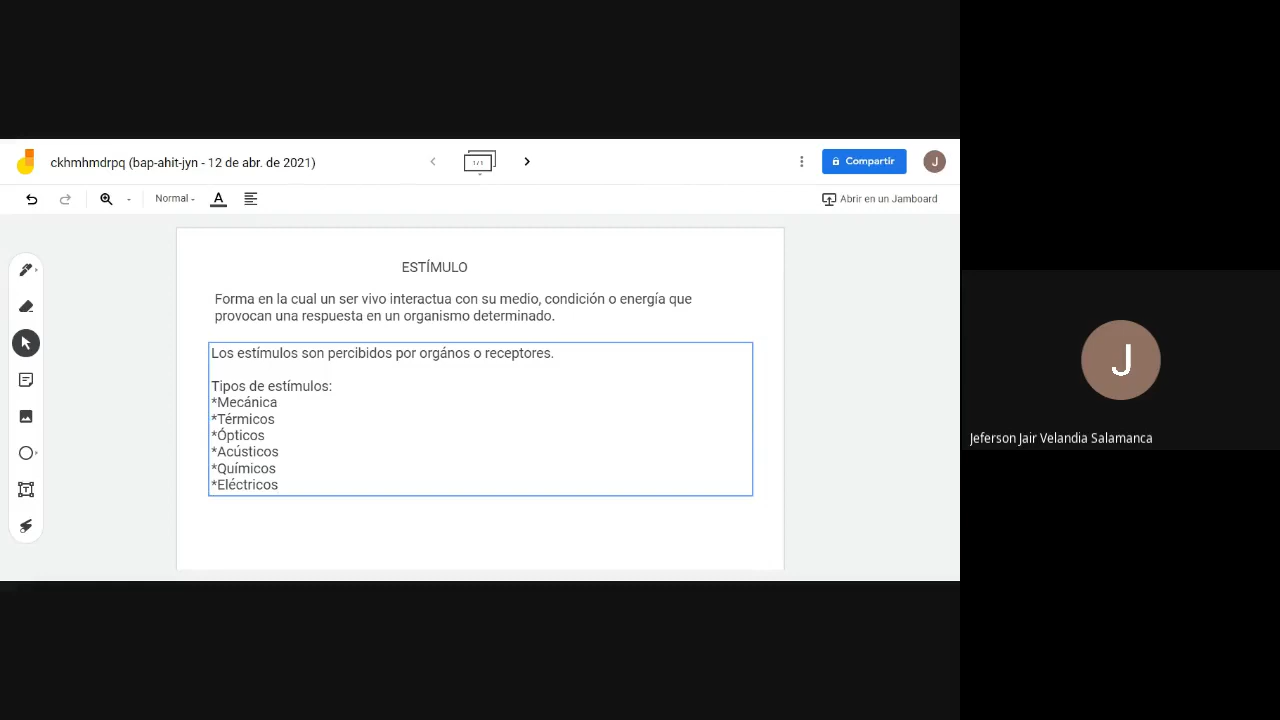 ckhmhmdrpq (bap-ahit-jyn - 12 de abr. de 2021)
1 / 1
Compartir
J
Normal
A
Abrir en un Jamboard
ESTÍMULO
Forma en la cual un ser vivo interactua con su medio, condición o energía que
provocan una respuesta en un organismo determinado.
Los estímulos son percibidos por orgános o receptores.
Tipos de estímulos:
*Mecánica
*Térmicos
*Ópticos
*Acústicos
*Químicos
*Eléctricos
J
Jeferson Jair Velandia Salamanca